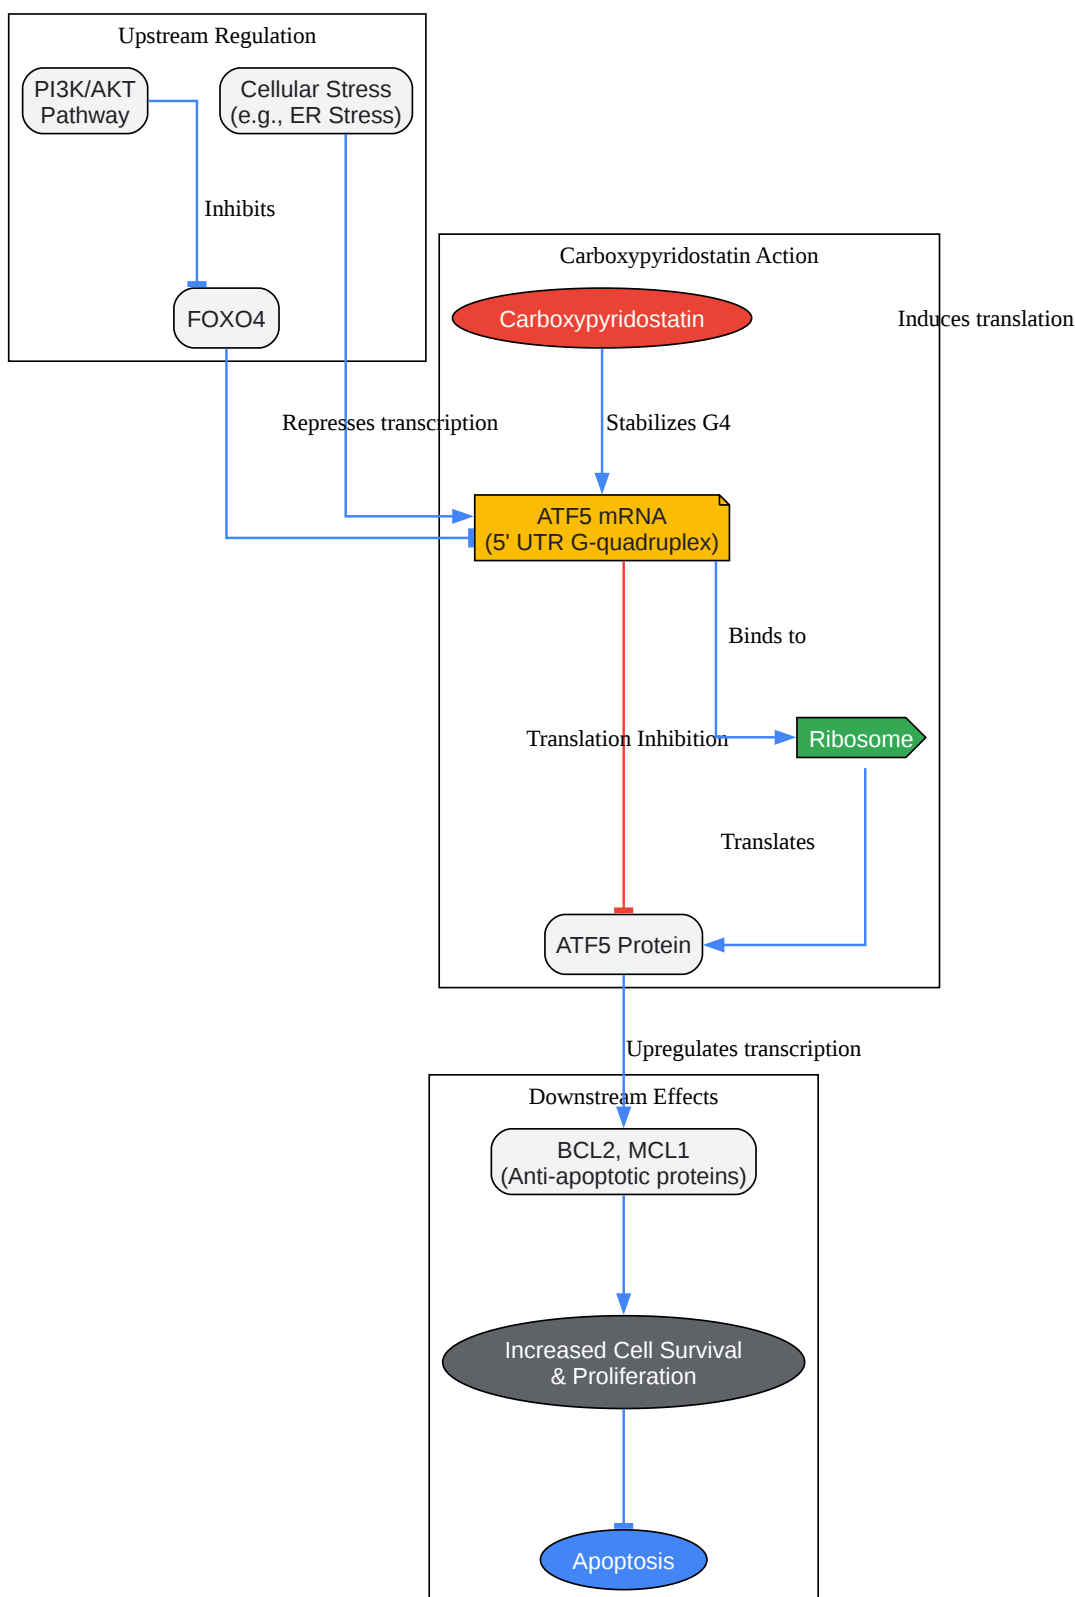 Upstream Regulation
PI3K/AKT
Pathway
Cellular Stress
(e.g., ER Stress)
Inhibits
FOXO4
Carboxypyridostatin Action
Carboxypyridostatin
Induces translation
Represses transcription
Stabilizes G4
ATF5 mRNA
(5' UTR G-quadruplex)
Binds to
Translation Inhibition
Ribosome
Translates
ATF5 Protein
Upregulates transcription
Downstream Effects
BCL2, MCL1
(Anti-apoptotic proteins)
Increased Cell Survival
& Proliferation
Apoptosis